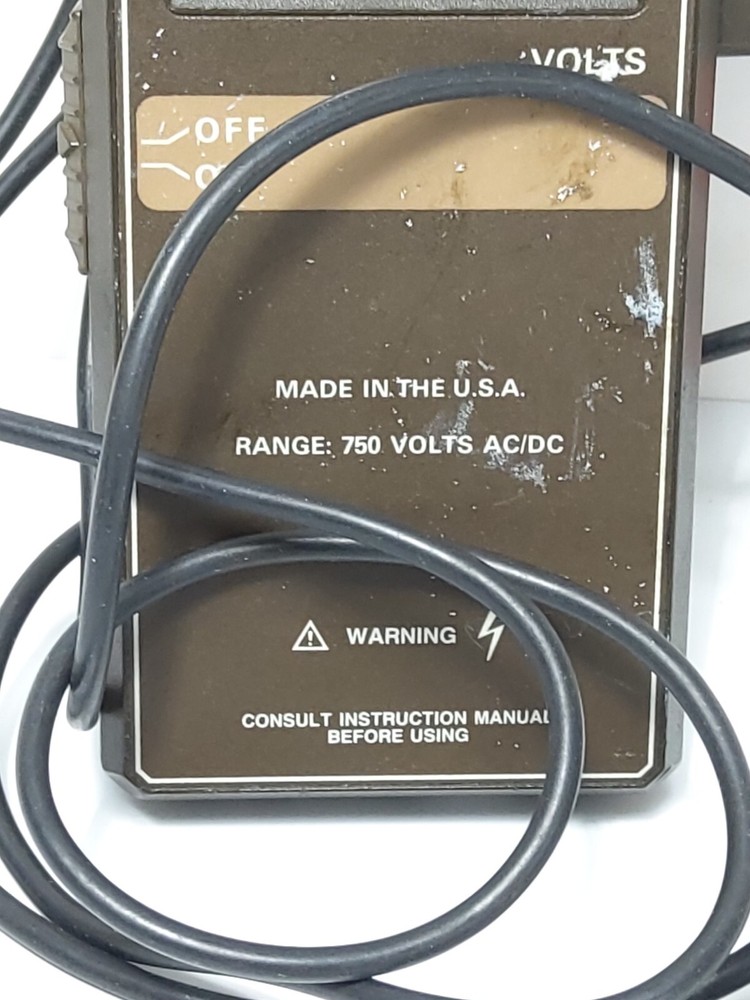 VOLTS
OFF
MADE IN THE U.S.A.
RANGE: 750 VOLTS AC/DC
WARNING
CONSULT INSTRUCTION MANUAL
BEFORE USING